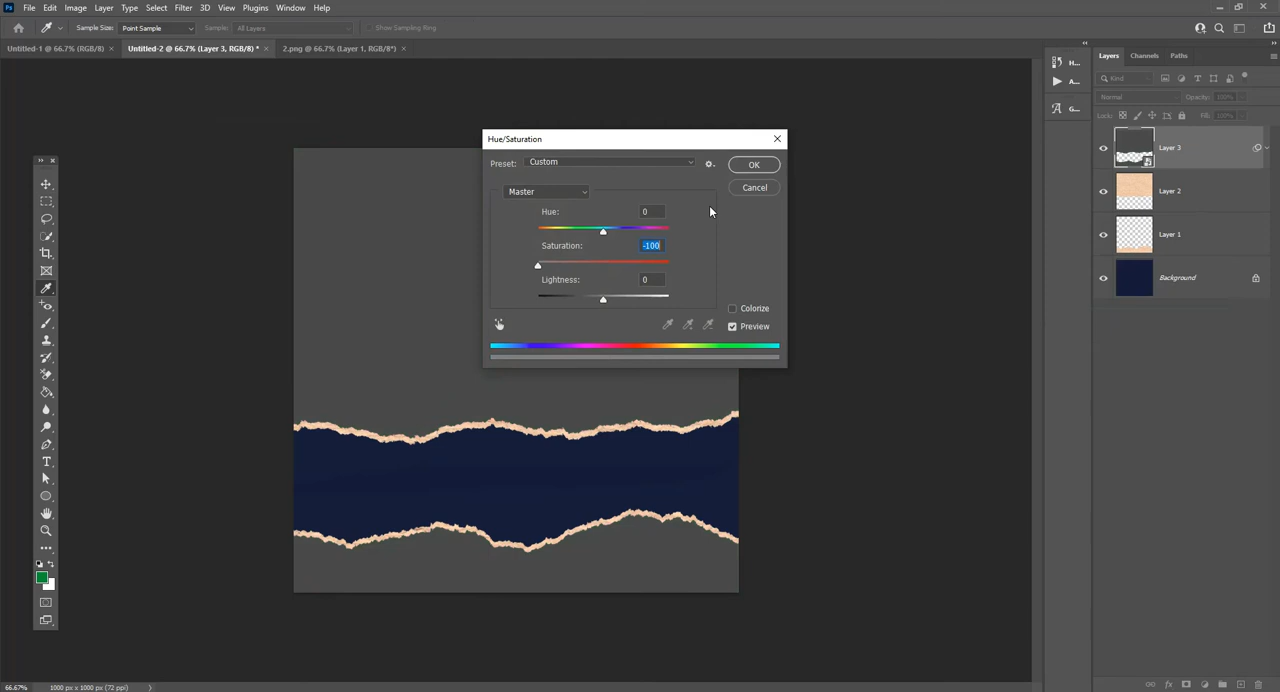 Ps File Edit Image Layer Type Select Filter 3D View Plugins Window Help
Sample Size: Point Sample Sample: All Layers Show Sampling Ring
Untitled-1 @ 66.7% (RGB/8) × Untitled-2 @ 66.7% (Layer 3, RGB/8) * × 2.png @ 66.7% (Layer 1, RGB/8*) ×
Layers Channels Paths
H...
A...
G...
Kind
Normal Opacity: 100%
Lock: Fill: 100%
Layer 3
Layer 2
Layer 1
Background
Hue/Saturation
Preset: Custom
OK
Cancel
Master
Hue: 0
Saturation: -100
Lightness: 0
Colorize
Preview
66.67% 1000 px x 1000 px (72 ppi)